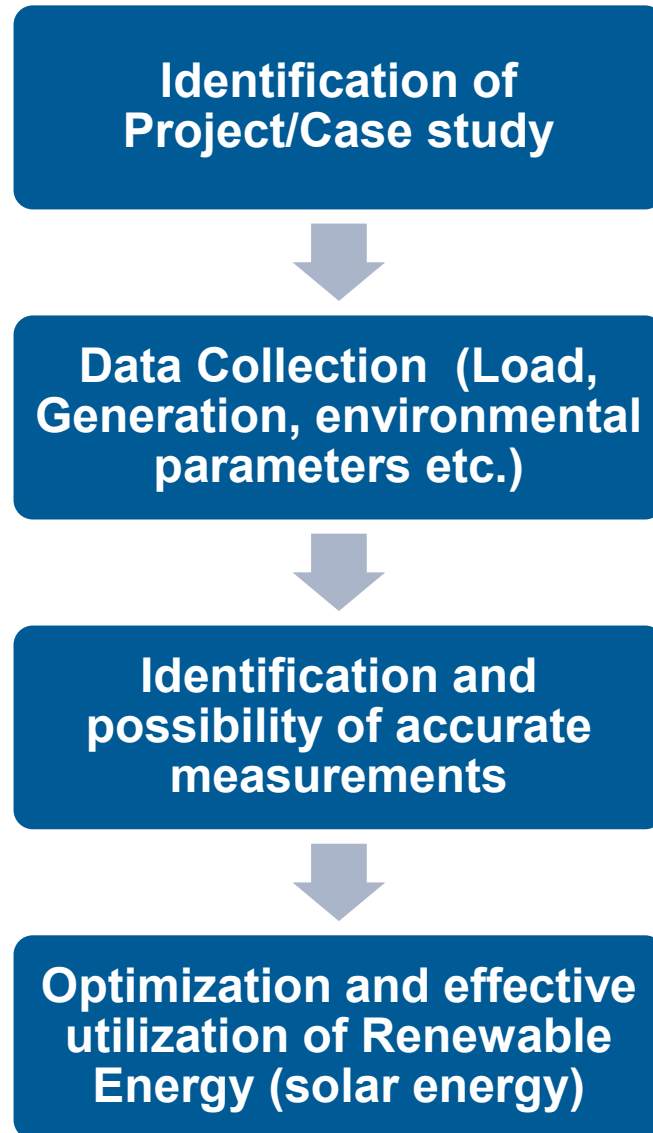 Identification of
Project/Case study
Data Collection  (Load,
Generation, environmental
parameters etc.)
Identification and
possibility of accurate
measurements
Optimization and effective
utilization of Renewable
Energy (solar energy)